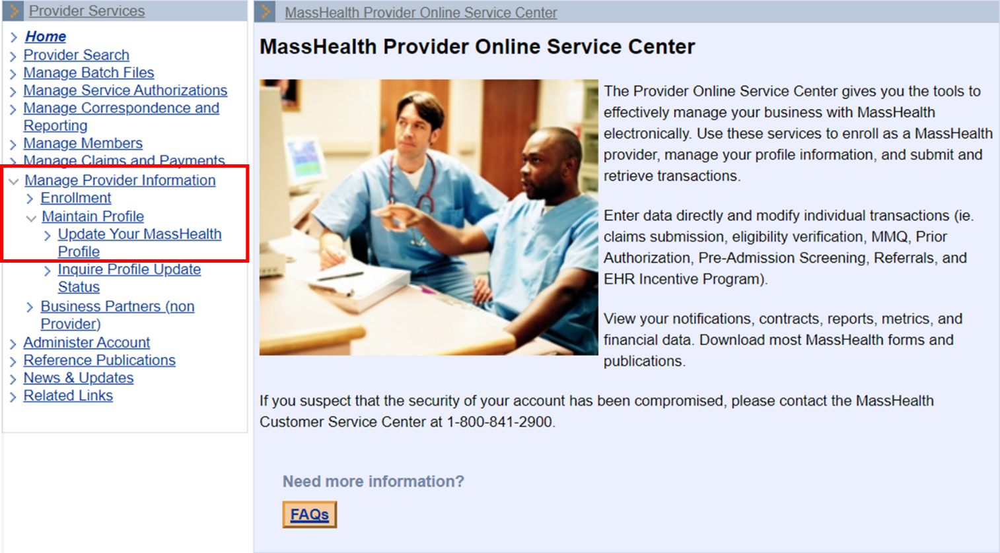 Provider Services
Home
Provider Search
Manage Batch Files
Manage Service Authorizations
Manage Correspondence and
Reporting
Manage Members
Manage Claims and Payments
Manage Provider Information
Enrollment
Maintain Profile
Update Your MassHealth
Profile
Inquire Profile Update
Status
Business Partners (non
Provider)
Administer Account
Reference Publications
News & Updates
Related Links
MassHealth Provider Online Service Center
MassHealth Provider Online Service Center
The Provider Online Service Center gives you the tools to
effectively manage your business with MassHealth
electronically. Use these services to enroll as a MassHealth
provider, manage your profile information, and submit and
retrieve transactions.
Enter data directly and modify individual transactions (ie.
claims submission, eligibility verification, MMQ, Prior
Authorization, Pre-Admission Screening, Referrals, and
EHR Incentive Program).
View your notifications, contracts, reports, metrics, and
financial data. Download most MassHealth forms and
publications.
If you suspect that the security of your account has been compromised, please contact the MassHealth
Customer Service Center at 1-800-841-2900.
Need more information?
FAQs